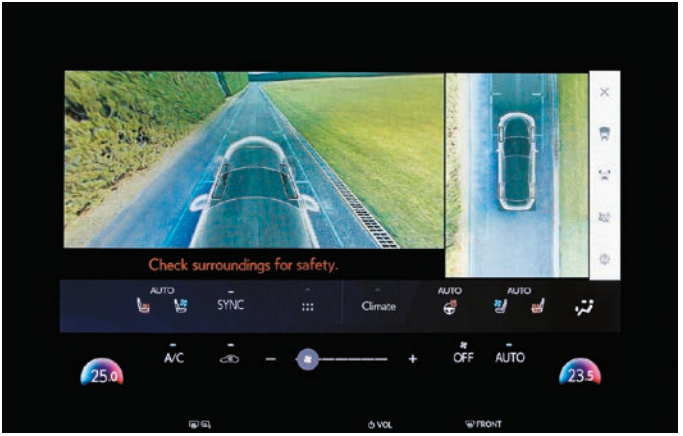 Check surroundings for safety.
AUTO
SYNC
Climate
AUTO
AUTO
A/C
OFF
AUTO
25.0
23.5
VOL
FRONT